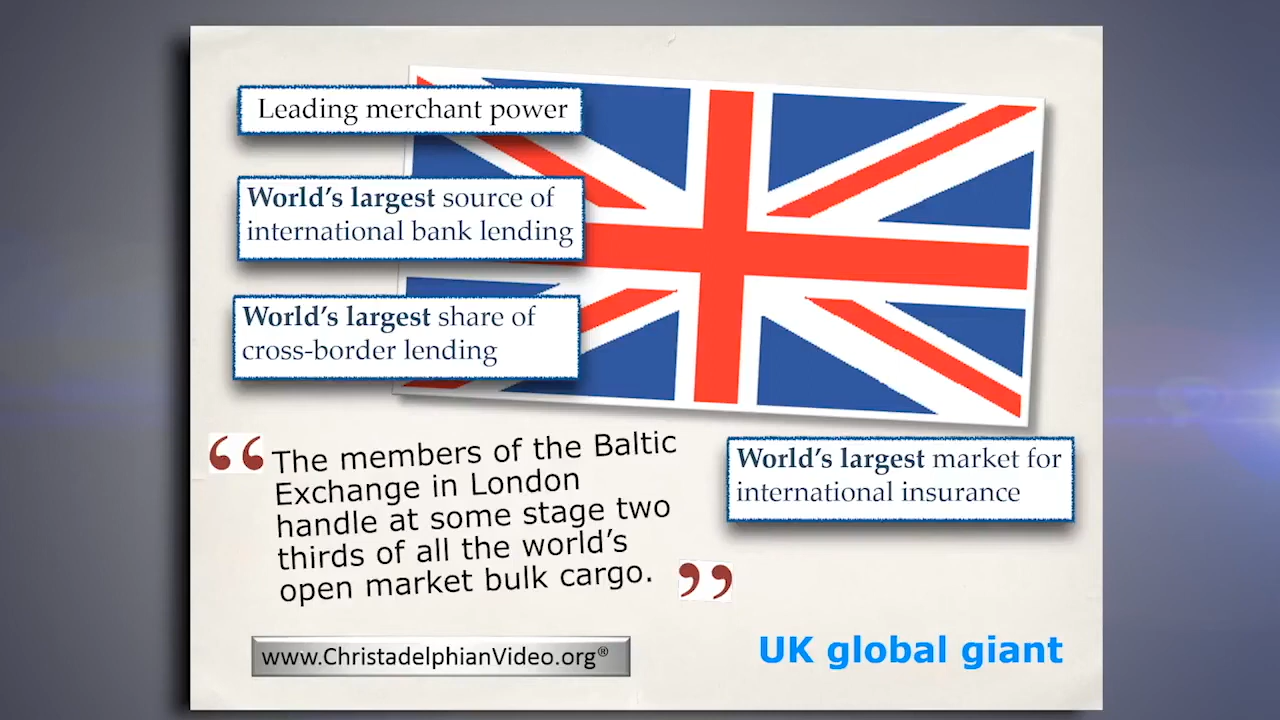 Leading merchant power
World's largest source of
international bank lending
World's largest share of
cross-border lending
“The members of the Baltic
Exchange in London
handle at some stage two
thirds of all the world's
open market bulk cargo.”
World's largest market for
international insurance
www.ChristadelphianVideo.org®
UK global giant